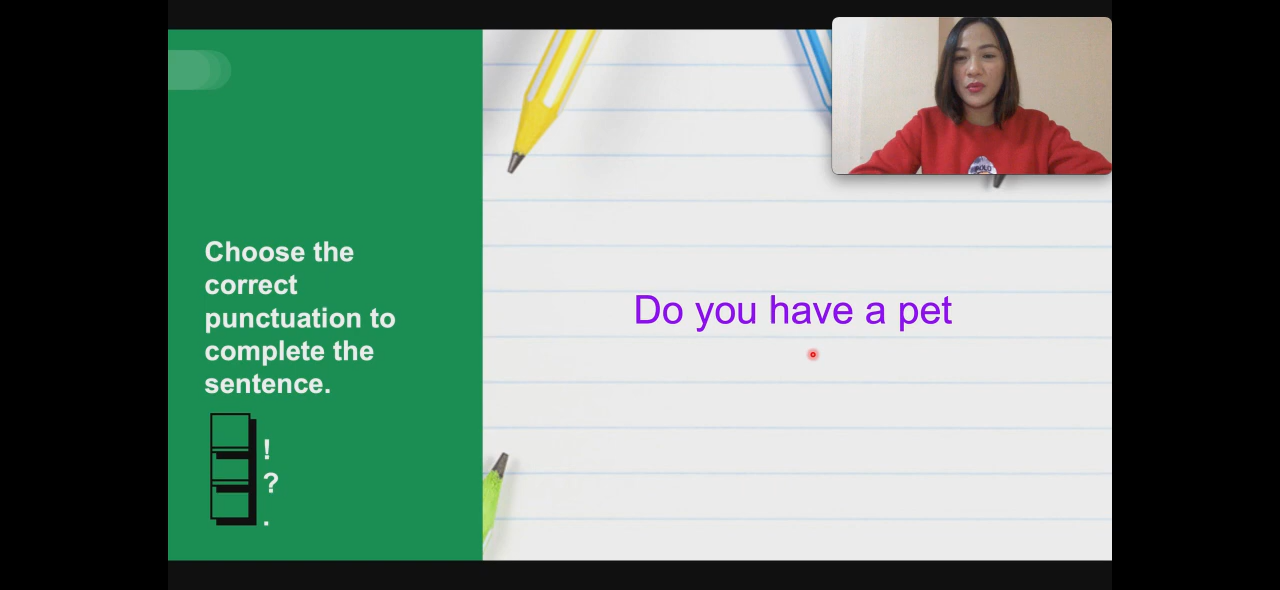 Choose the
correct
punctuation to
complete the
sentence.
!
?
.
Do you have a pet